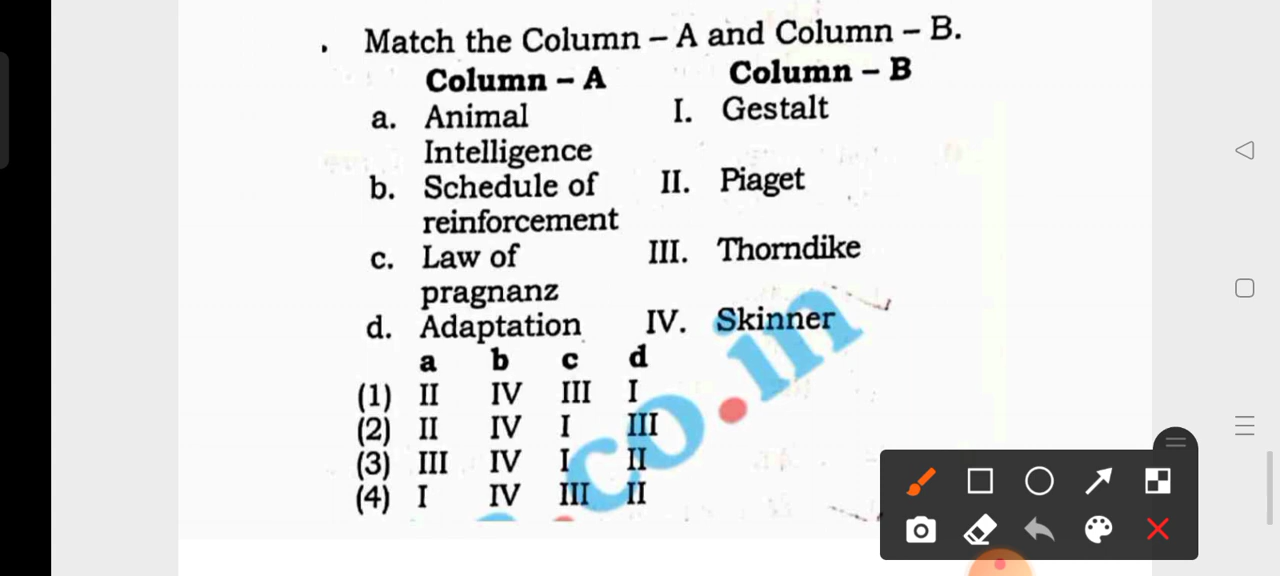 . Match the Column – A and Column – B.
Column – A Column – B
a. Animal I. Gestalt
Intelligence
b. Schedule of II. Piaget
reinforcement
c. Law of III. Thorndike
pragnanz
d. Adaptation IV. Skinner
a b c d
(1) II IV III I
(2) II IV I III
(3) III IV I II
(4) I IV III II
.co.in